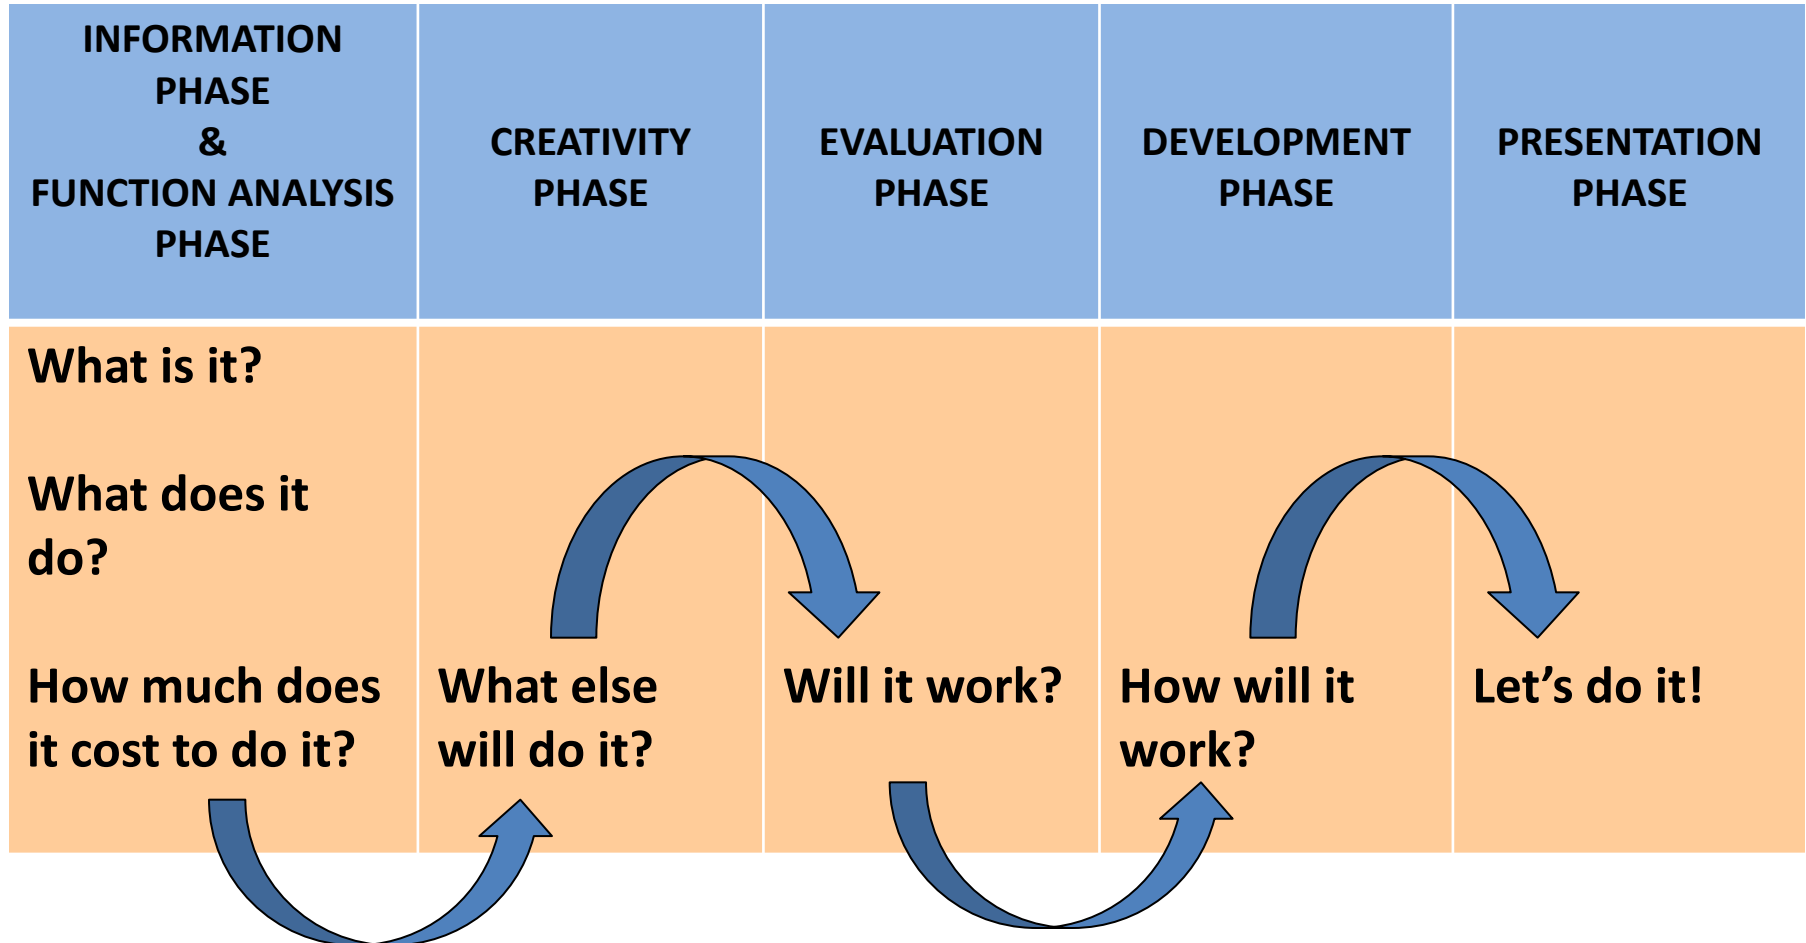 INFORMATION
PHASE
&
FUNCTION ANALYSIS
PHASE
CREATIVITY
PHASE
EVALUATION
PHASE
DEVELOPMENT
PHASE
PRESENTATION
PHASE
What is it?
What does it
do?
How much does
it cost to do it?
What else
will do it?
Will it work?
How will it
work?
Let’s do it!